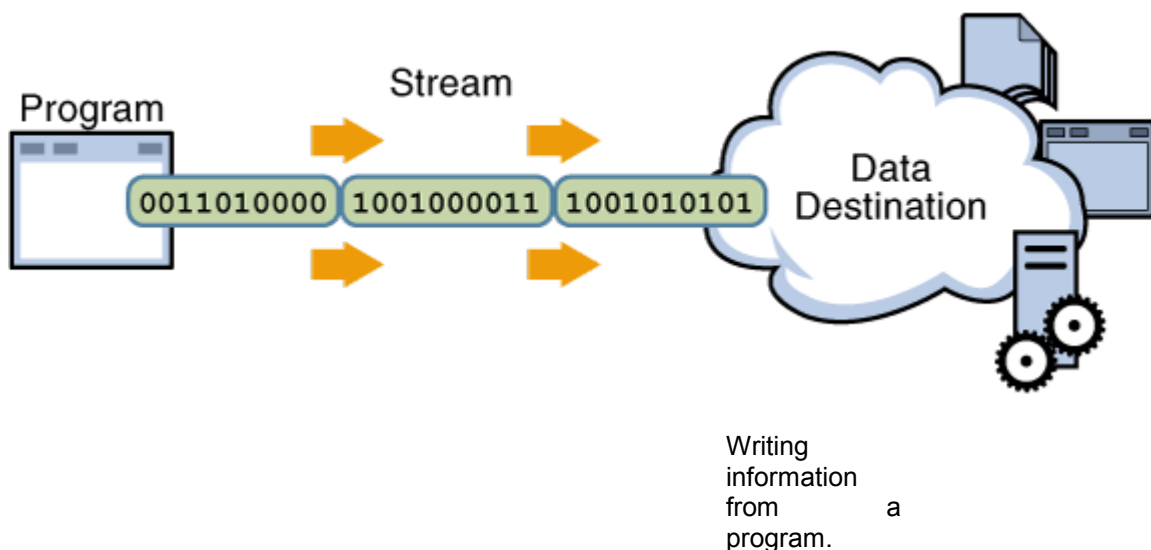 Stream
Program
0011010000 1001000011 1001010101
Data
Destination
Writing
information
from a
program.